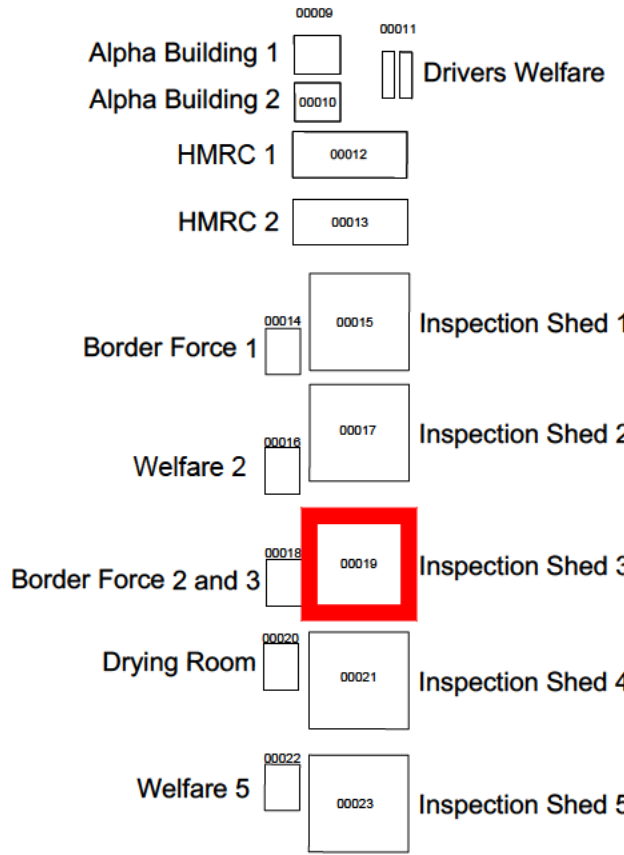 00009
00011
Alpha Building 1
Drivers Welfare
Alpha Building 2
00010
HMRC 1
00012
HMRC 2
00013
00014
00015
Inspection Shed 1
Border Force 1
00016
00017
Inspection Shed 2
Welfare 2
00018
00019
Inspection Shed 3
Border Force 2 and 3
00020
Drying Room
00021
Inspection Shed 4
00022
Welfare 5
00023
Inspection Shed 5